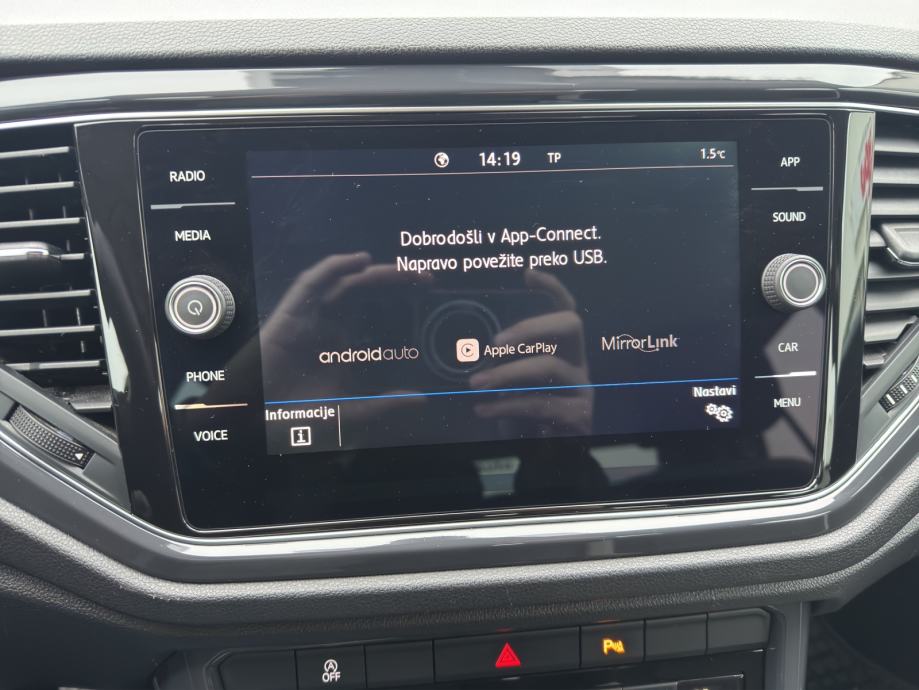 14:19 TP 1.5°C
RADIO
MEDIA
PHONE
VOICE
Dobrodošli v App-Connect.
Napravo povežite preko USB.
androidauto Apple CarPlay MirrorLink
Informacije
Nastavi
APP
SOUND
CAR
MENU
A
OFF
P